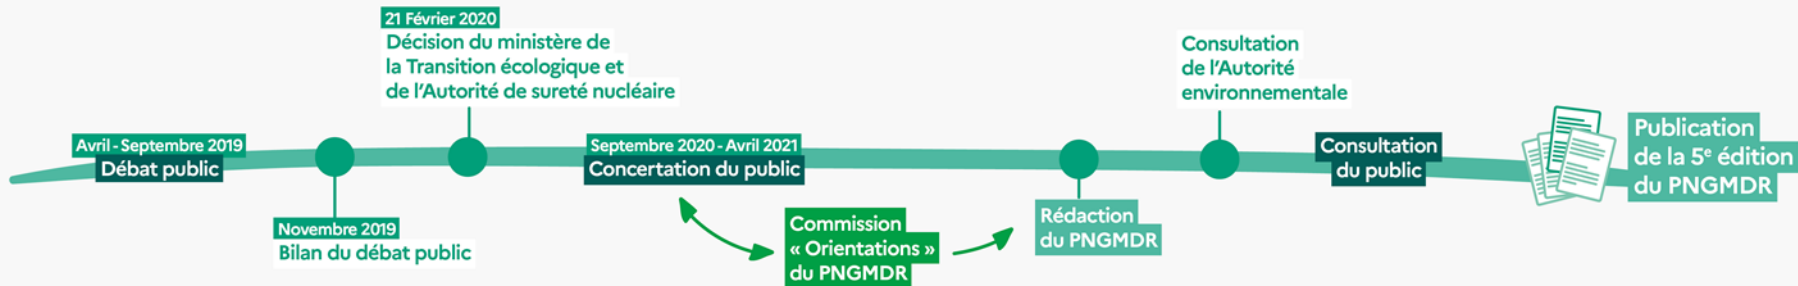 Avril - Septembre 2019
Débat public
Novembre 2019
Bilan du débat public
21 Février 2020
Décision du ministère de
la Transition écologique et
de l'Autorité de sureté nucléaire
Septembre 2020 - Avril 2021
Concertation du public
Commission
« Orientations »
du PNGMDR
Rédaction
du PNGMDR
Consultation
de l'Autorité
environnementale
Consultation
du public
Publication
de la 5e édition
du PNGMDR